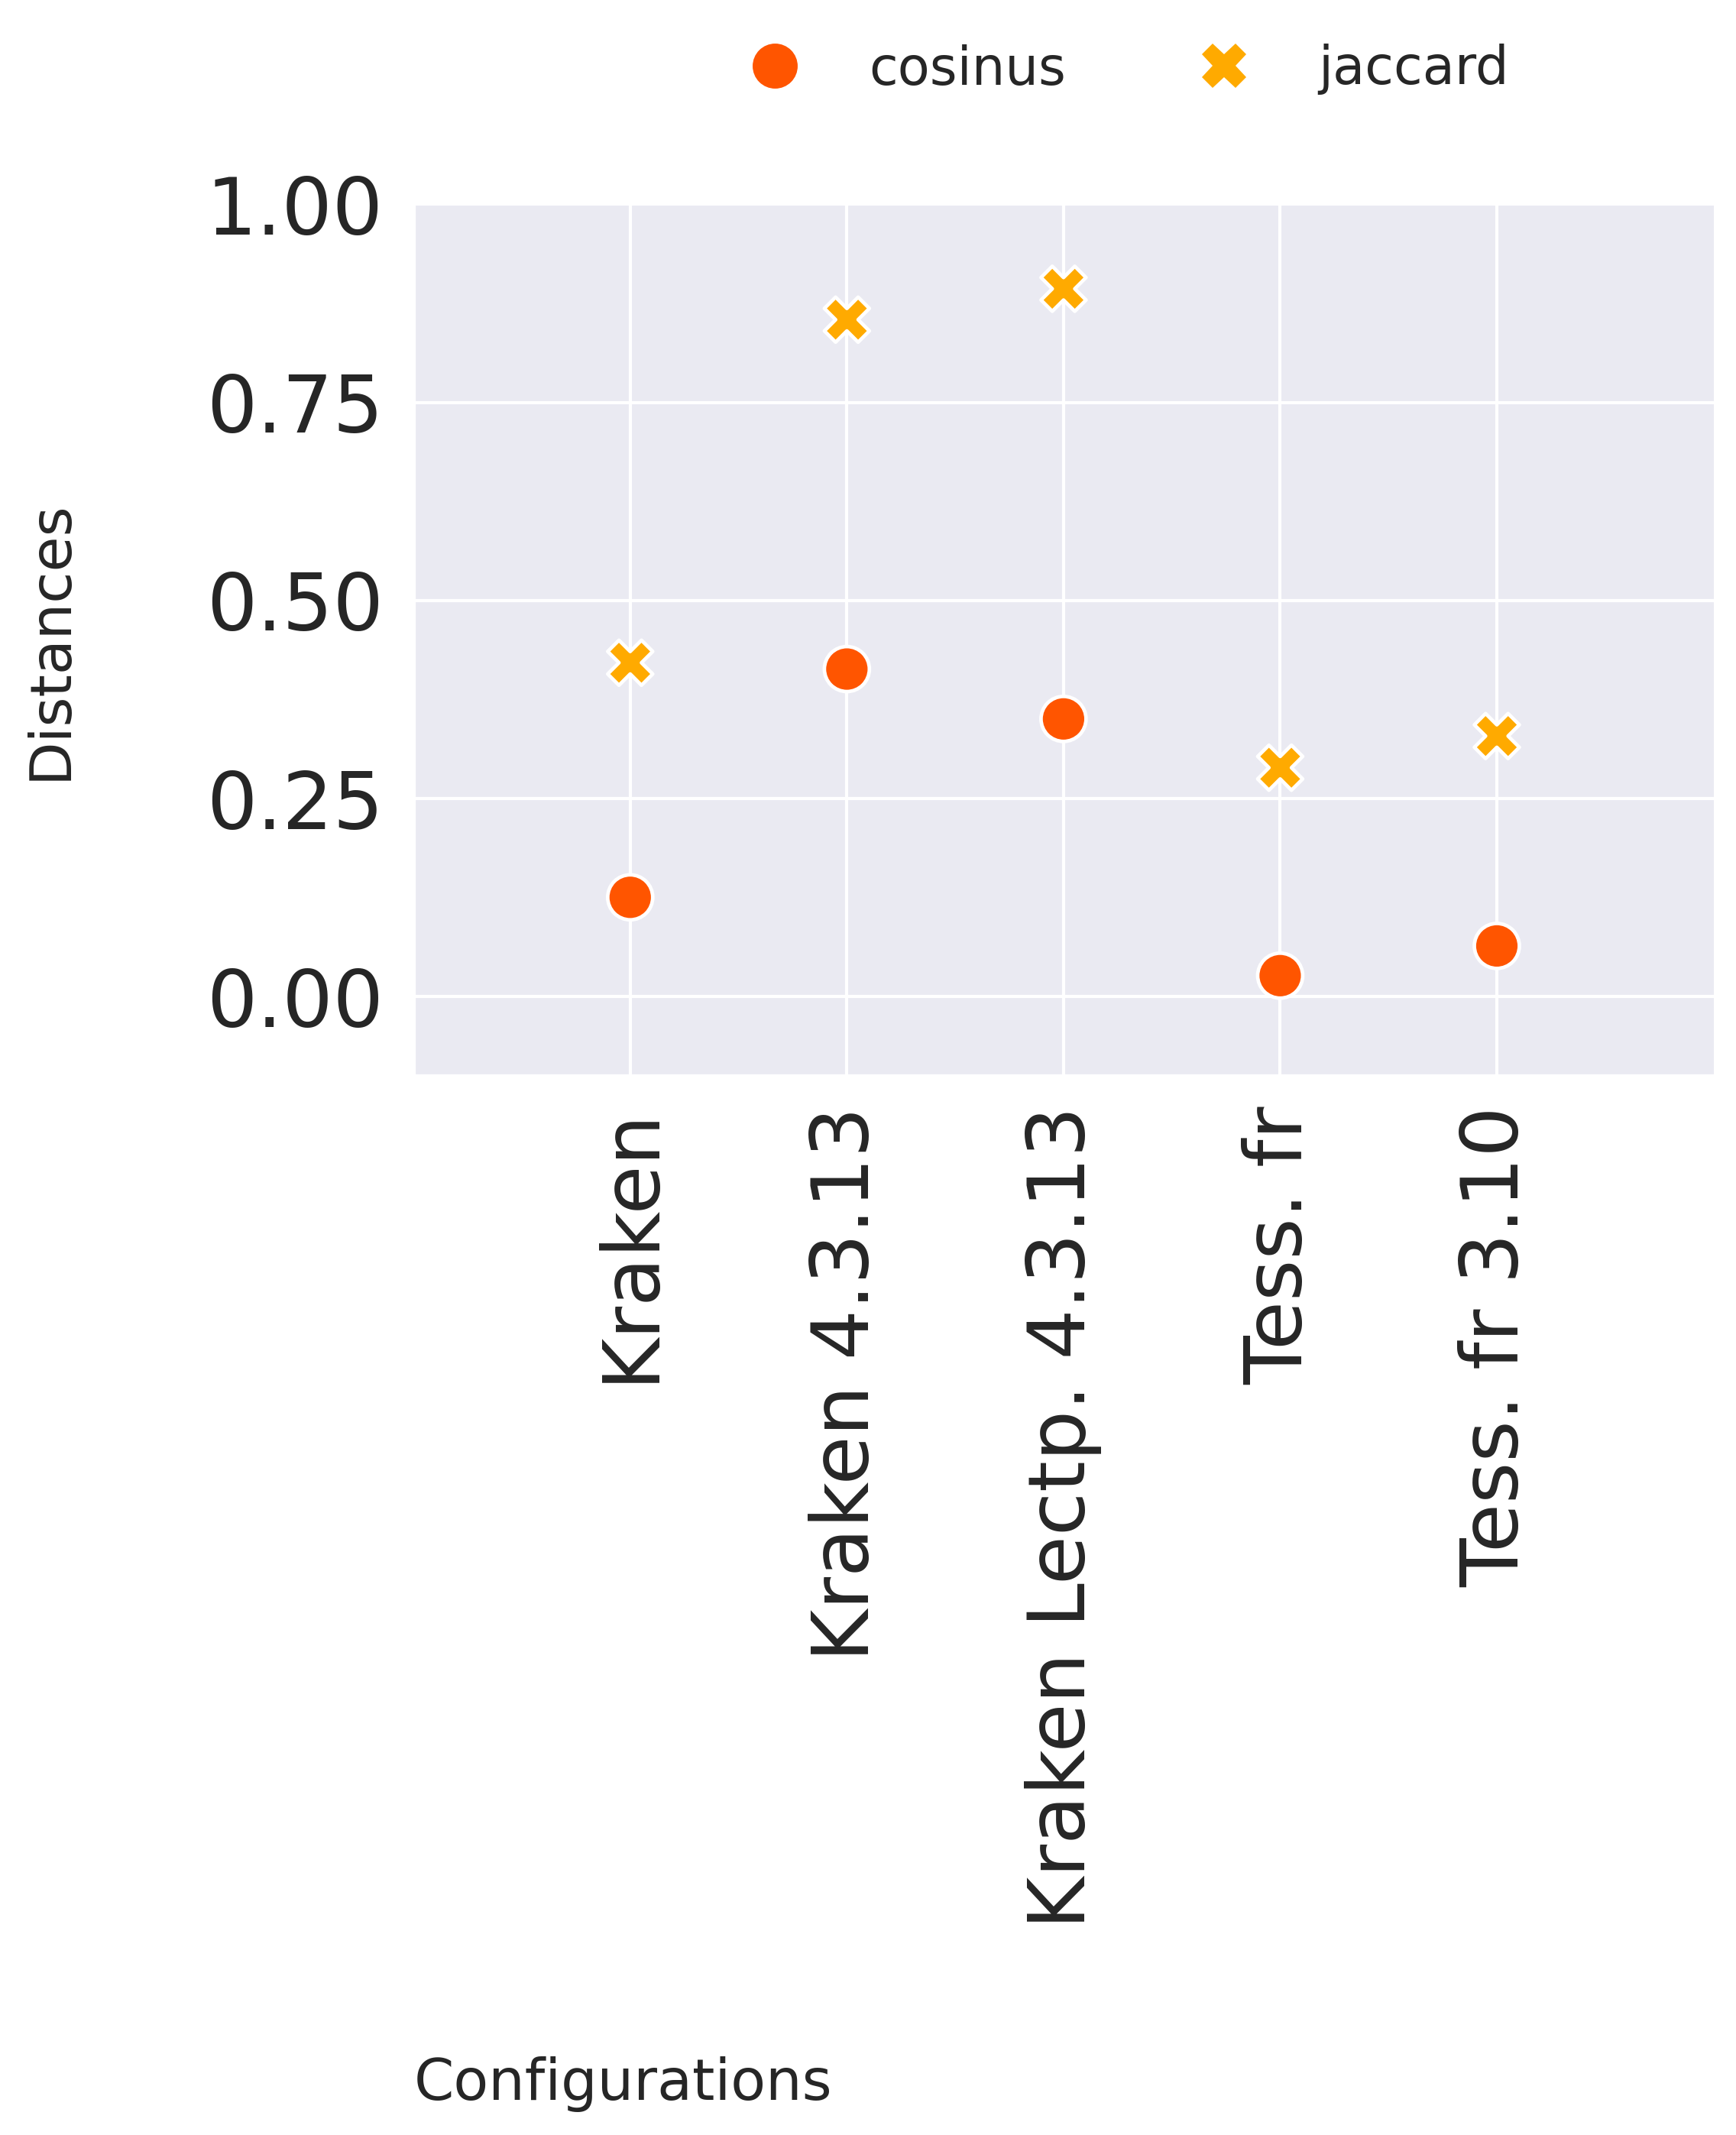 cosinus jaccard
1.00
0.75
0.50
0.25
0.00
Distances
Kraken
Kraken 4.3.13
Kraken Lectp. 4.3.13
Tess. fr
Tess. fr 3.10
Configurations